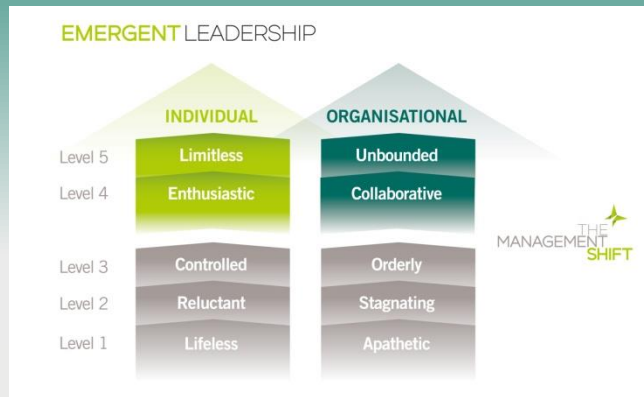 EMERGENT LEADERSHIP
INDIVIDUAL ORGANISATIONAL
Level 5 Limitless Unbounded
Level 4 Enthusiastic Collaborative
THE
MANAGEMENT
SHIFT
Level 3 Controlled Orderly
Level 2 Reluctant Stagnating
Level 1 Lifeless Apathetic